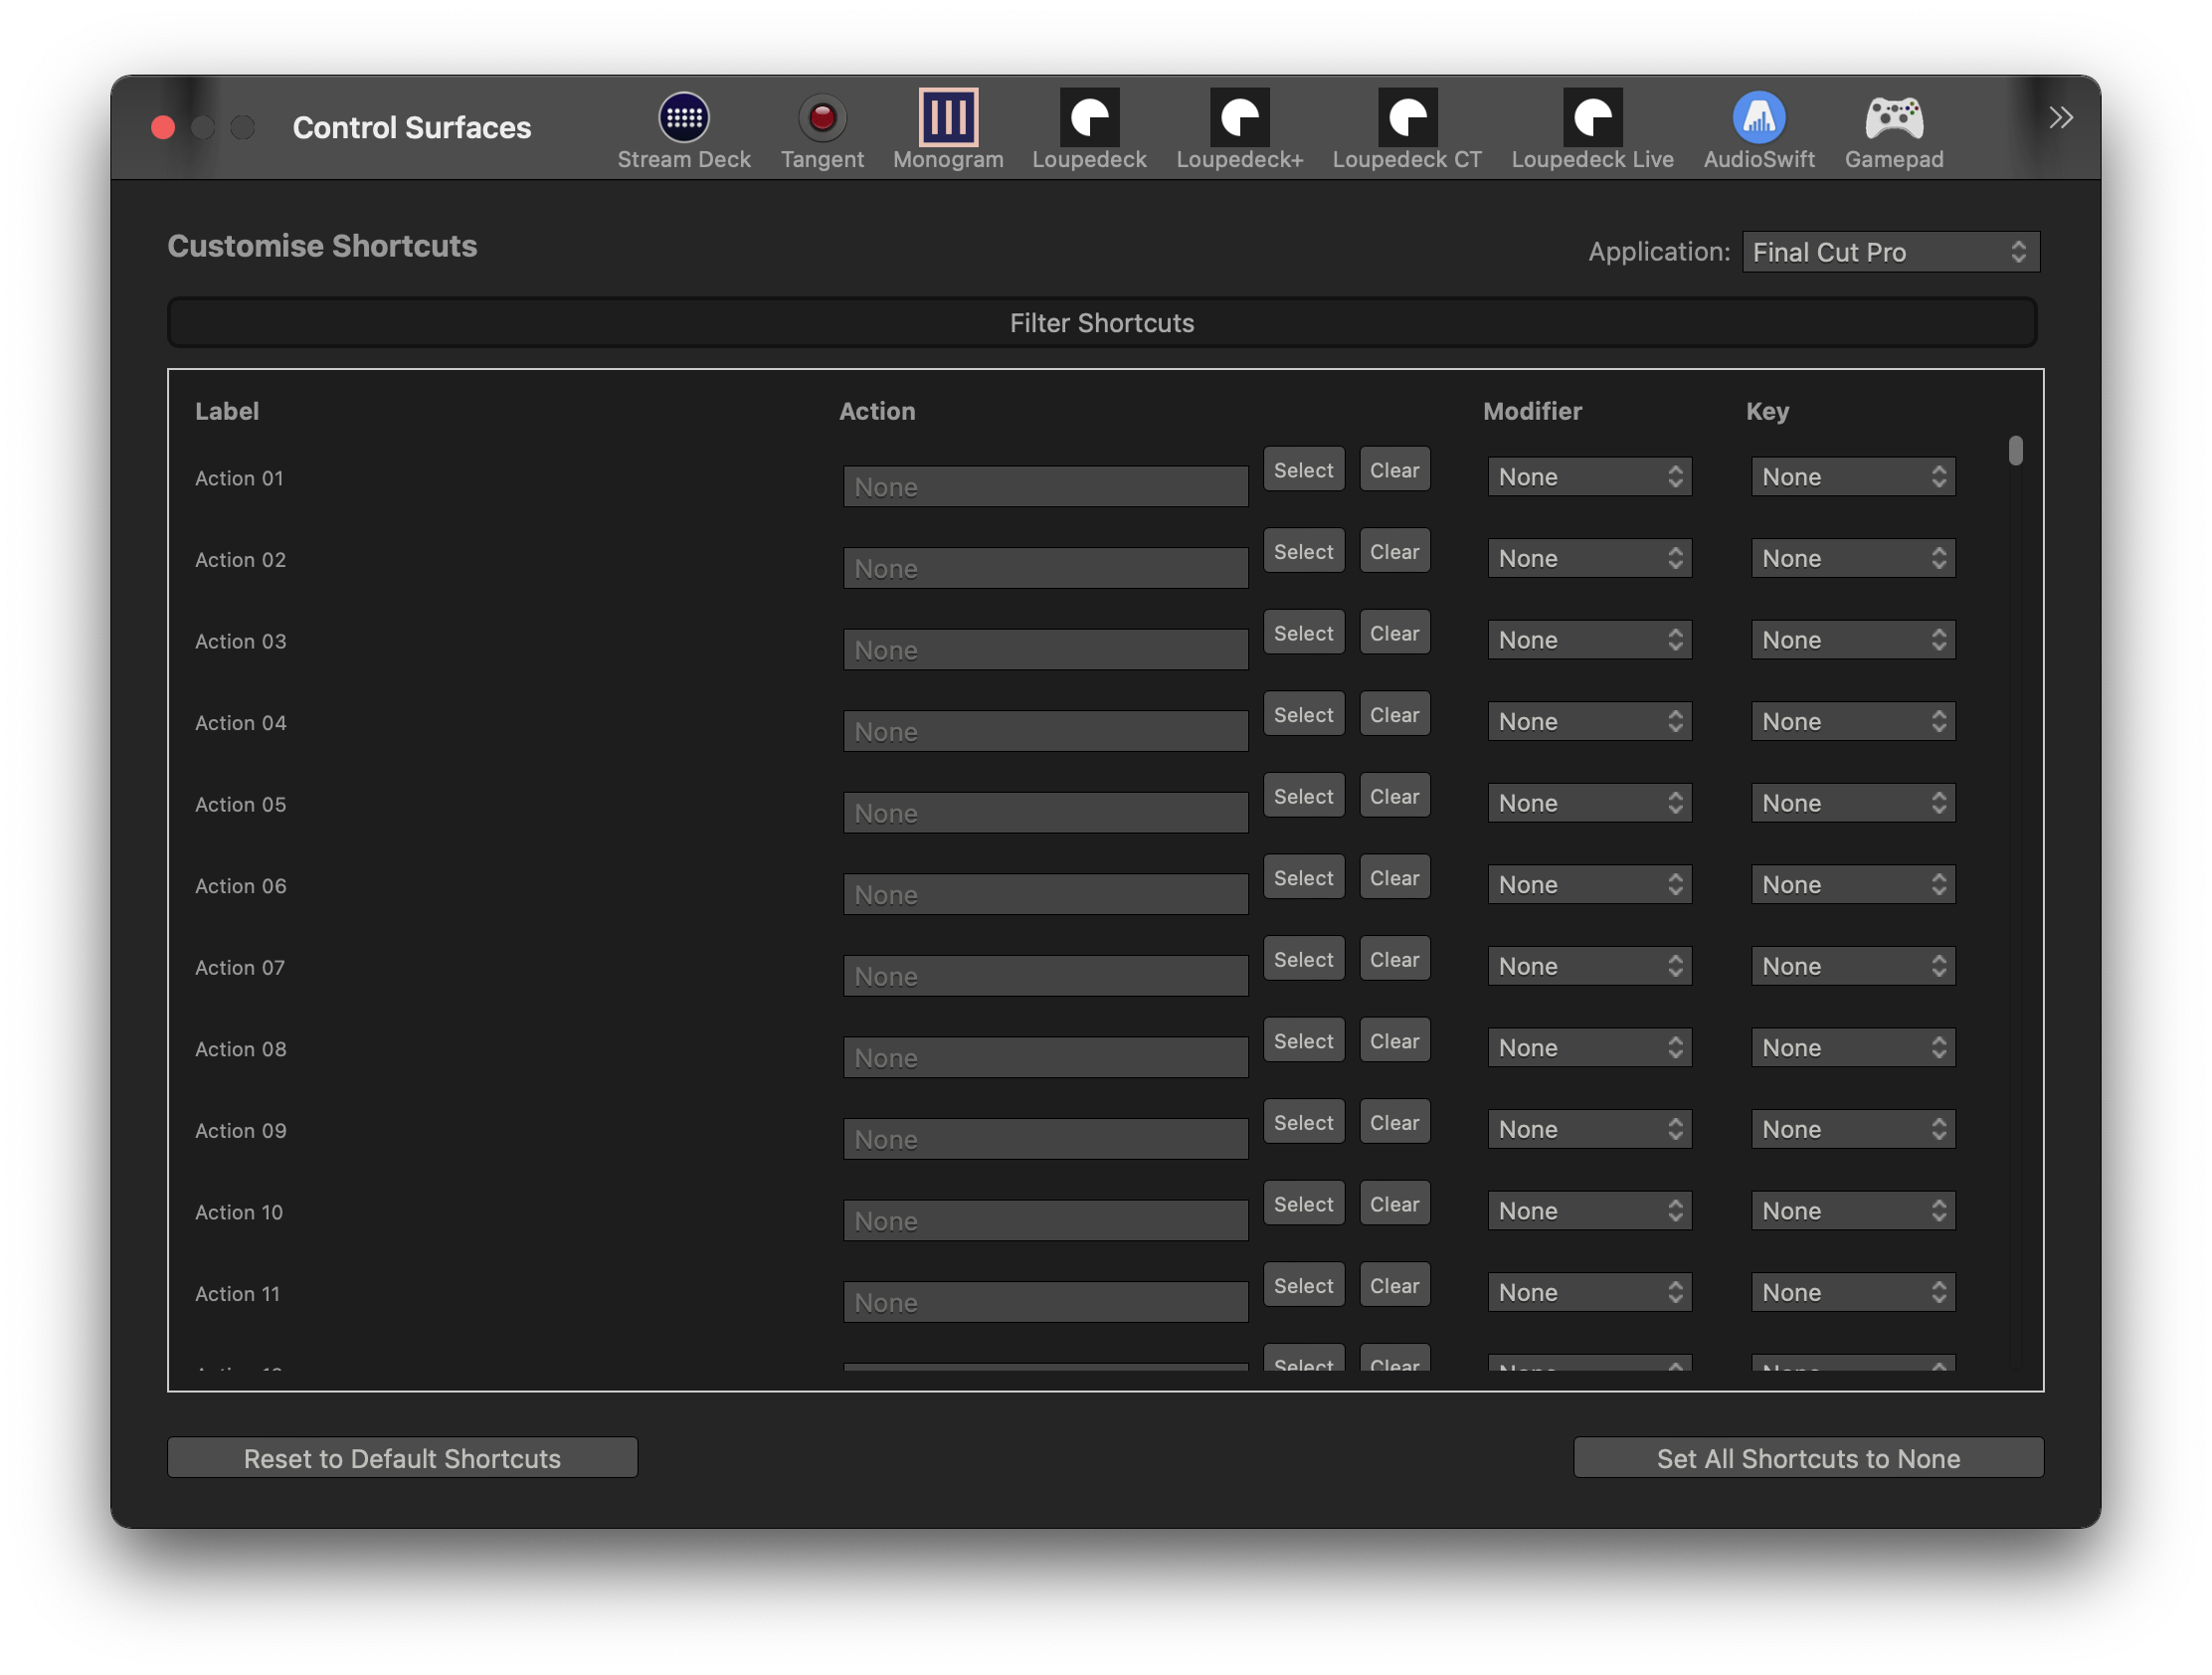 Control Surfaces
Stream Deck Tangent Monogram Loupedeck Loupedeck+ Loupedeck CT Loupedeck Live AudioSwift Gamepad
Customise Shortcuts Application: Final Cut Pro
Filter Shortcuts
Label Action Modifier Key
Action 01 None Select Clear None None
Action 02 None Select Clear None None
Action 03 None Select Clear None None
Action 04 None Select Clear None None
Action 05 None Select Clear None None
Action 06 None Select Clear None None
Action 07 None Select Clear None None
Action 08 None Select Clear None None
Action 09 None Select Clear None None
Action 10 None Select Clear None None
Action 11 None Select Clear None None
Select Clear None None
Reset to Default Shortcuts Set All Shortcuts to None